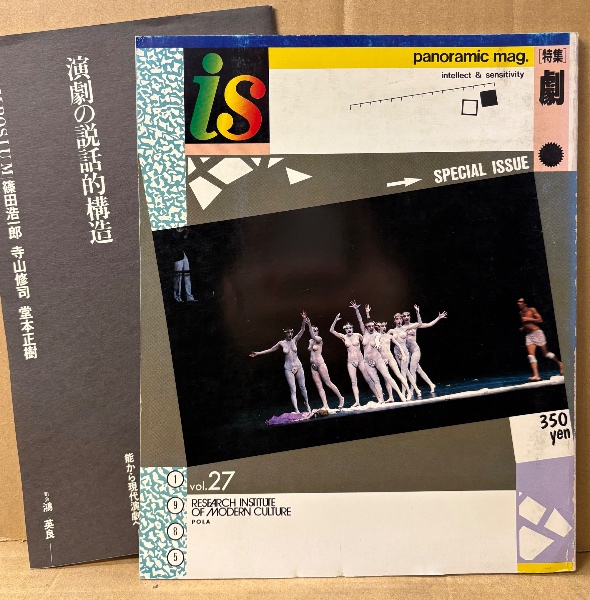 演劇の説話的構造
POSIUM
篠田浩一郎 寺山修司 堂本正樹
能から現代演劇へ
鴻 英良
is
panoramic mag.
intellect & sensitivity
[特集]
劇
SPECIAL ISSUE
350
yen
vol.27
1
9
8
5
RESEARCH INSTITUTE
OF MODERN CULTURE
POLA